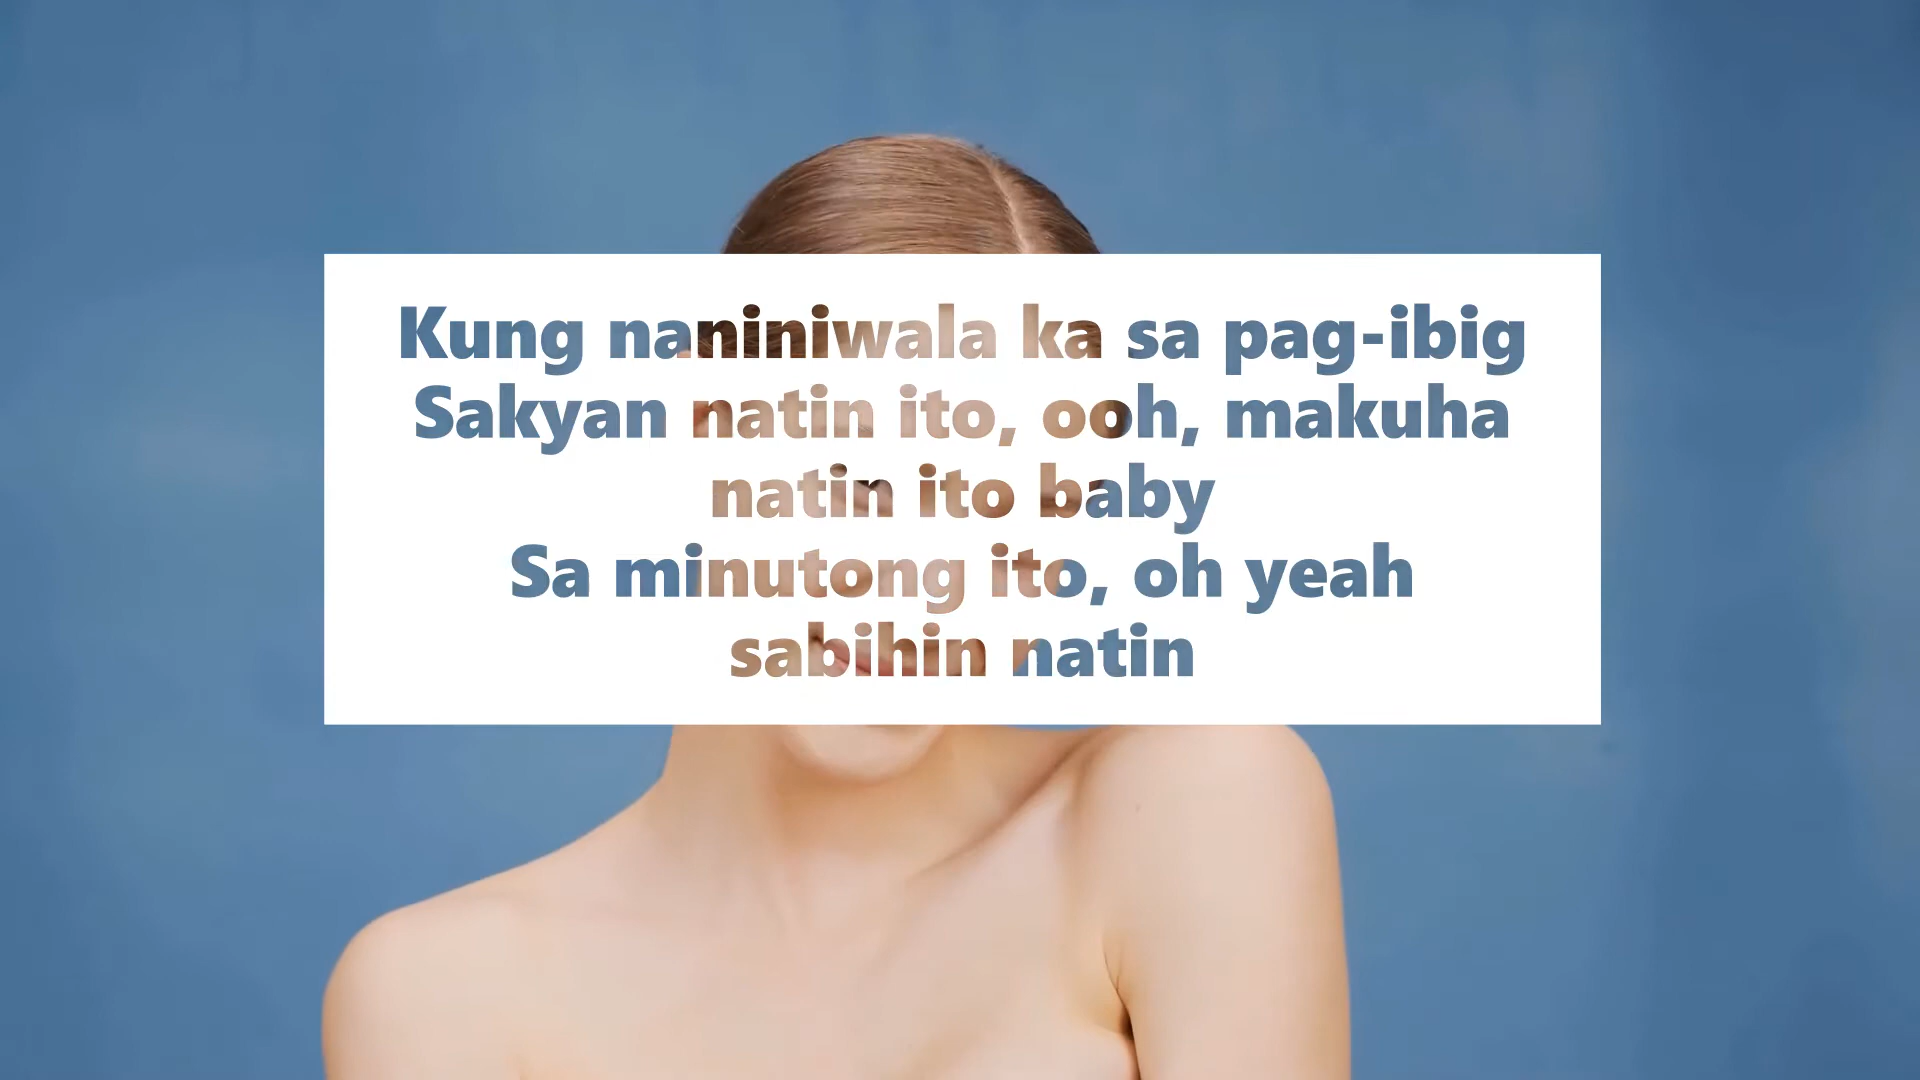 Kung naniniwala ka sa pag-ibig
Sakyan natin ito, ooh, makuha
natin ito baby
Sa minutong ito, oh yeah
sabihin natin